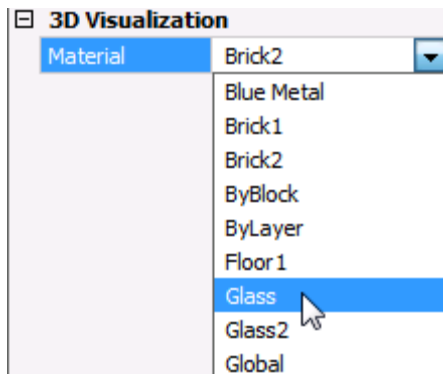 3D Visualization
Material Brick2
Blue Metal
Brick1
Brick2
ByBlock
ByLayer
Floor1
Glass
Glass2
Global